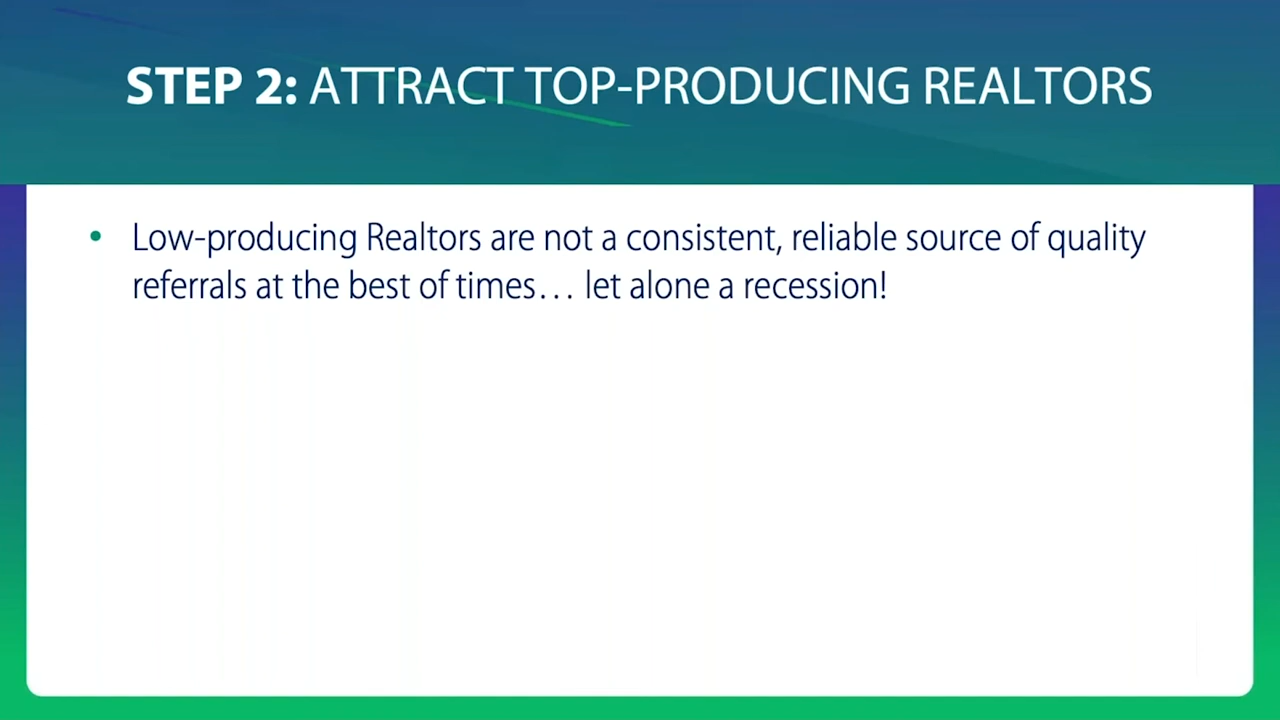 STEP 2: ATTRACT TOP-PRODUCING REALTORS
• Low-producing Realtors are not a consistent, reliable source of quality
referrals at the best of times… let alone a recession!